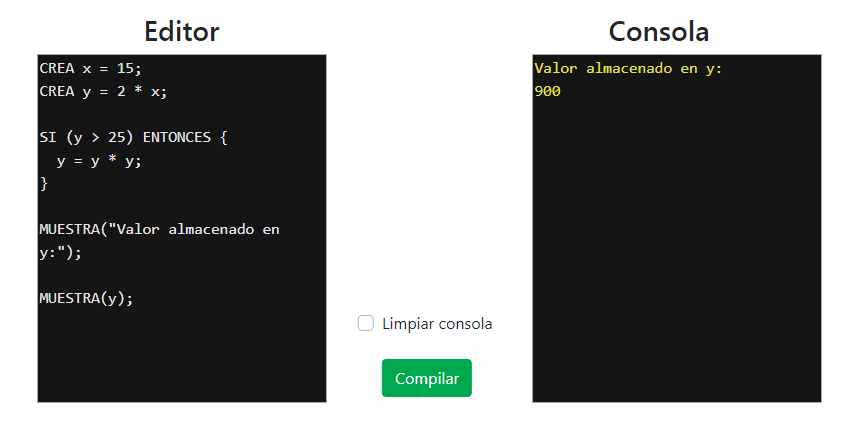 Editor
CREA x = 15;
CREA y = 2 * x;
SI (y > 25) ENTONCES {
  y = y * y;
}
MUESTRA("Valor almacenado en
y:");
MUESTRA(y);
Limpiar consola
Compilar
Consola
Valor almacenado en y:
900